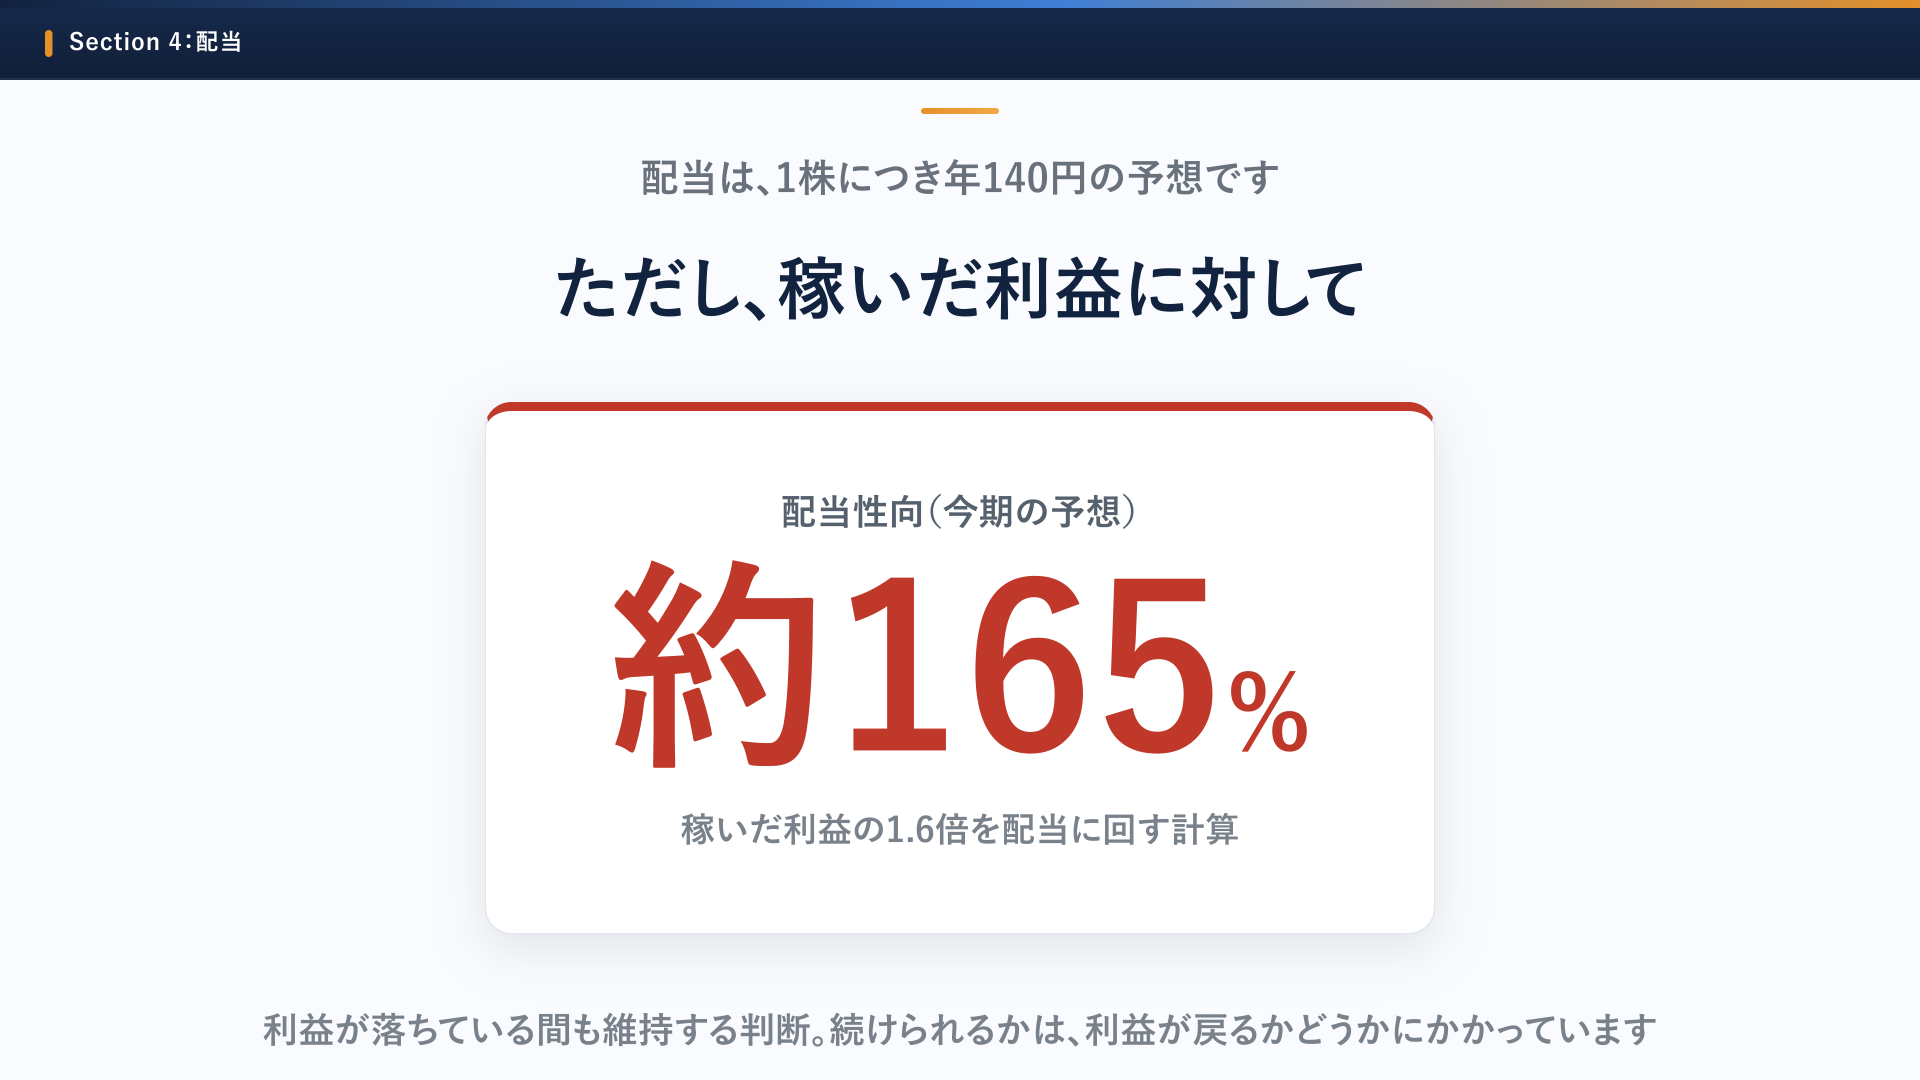 Section 4：配当
配当は、1株につき年140円の予想です
ただし、稼いだ利益に対して
配当性向（今期の予想）
約165%
稼いだ利益の1.6倍を配当に回す計算
利益が落ちている間も維持する判断。続けられるかは、利益が戻るかどうかにかかっています